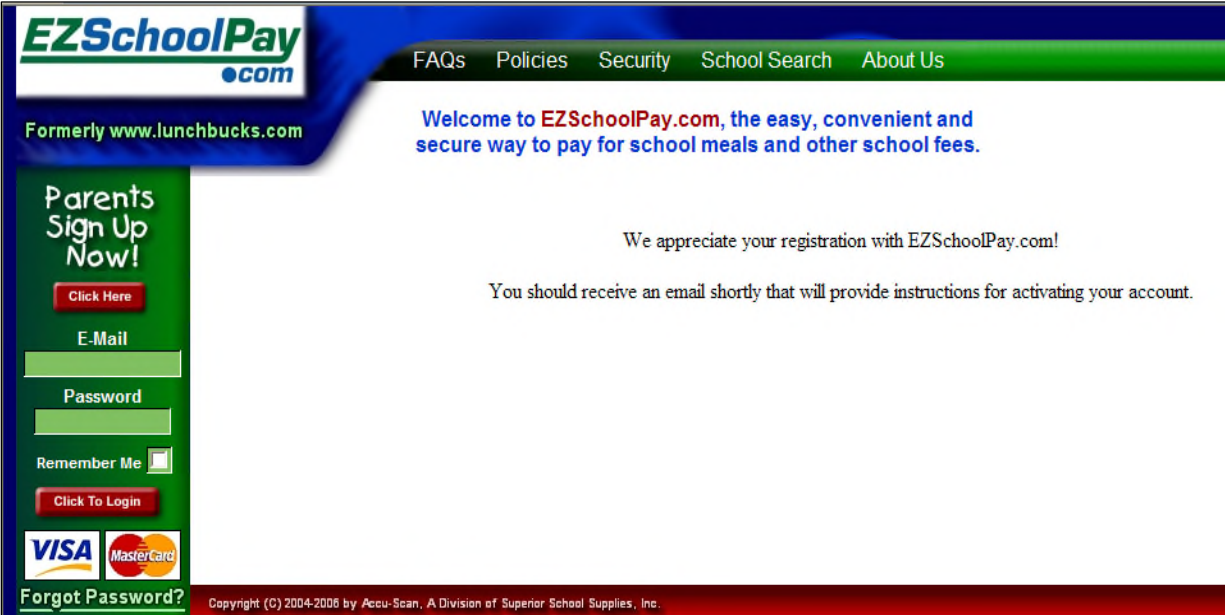 EZSchoolPay
.com
Formerly www.lunchbucks.com
FAQs Policies Security School Search About Us
Welcome to EZSchoolPay.com, the easy, convenient and
secure way to pay for school meals and other school fees.
Parents
Sign Up
Now!
Click Here
E-Mail
Password
Remember Me
Click To Login
VISA MasterCard
Forgot Password?
We appreciate your registration with EZSchoolPay.com!
You should receive an email shortly that will provide instructions for activating your account.
Copyright (C) 2004-2006 by Accu-Scan, A Division of Superior School Supplies, Inc.